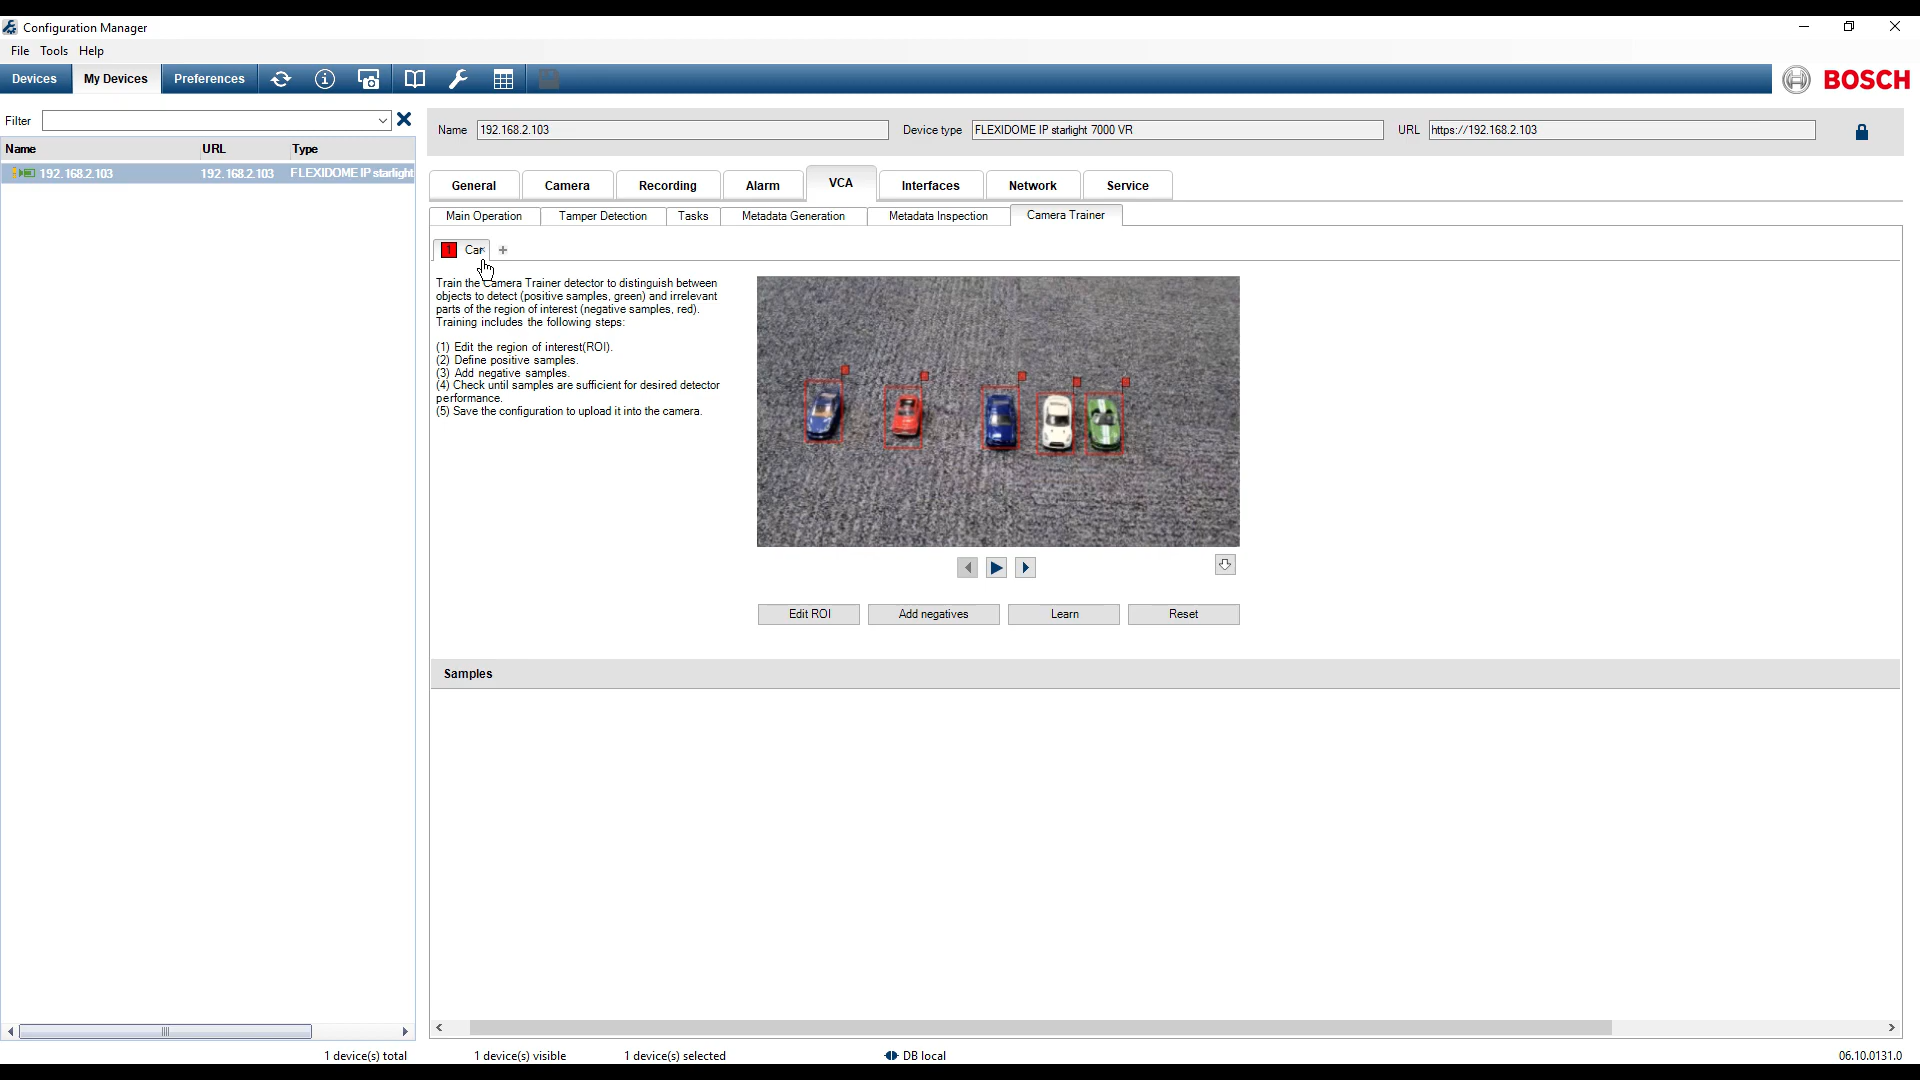 Configuration Manager
File Tools Help
Devices My Devices Preferences BOSCH
Filter
Name URL Type
192.168.2.103 192.168.2.103 FLEXIDOME IP starlight
Name 192.168.2.103 Device type FLEXIDOME IP starlight 7000 VR URL https://192.168.2.103
General Camera Recording Alarm VCA Interfaces Network Service
Main Operation Tamper Detection Tasks Metadata Generation Metadata Inspection Camera Trainer
1 Car +
Train the Camera Trainer detector to distinguish between
objects to detect (positive samples, green) and irrelevant
parts of the region of interest (negative samples, red).
Training includes the following steps:
(1) Edit the region of interest(ROI).
(2) Define positive samples.
(3) Add negative samples.
(4) Check until samples are sufficient for desired detector
performance.
(5) Save the configuration to upload it into the camera.
Edit ROI Add negatives Learn Reset
Samples
1 device(s) total 1 device(s) visible 1 device(s) selected DB local 06.10.0131.0